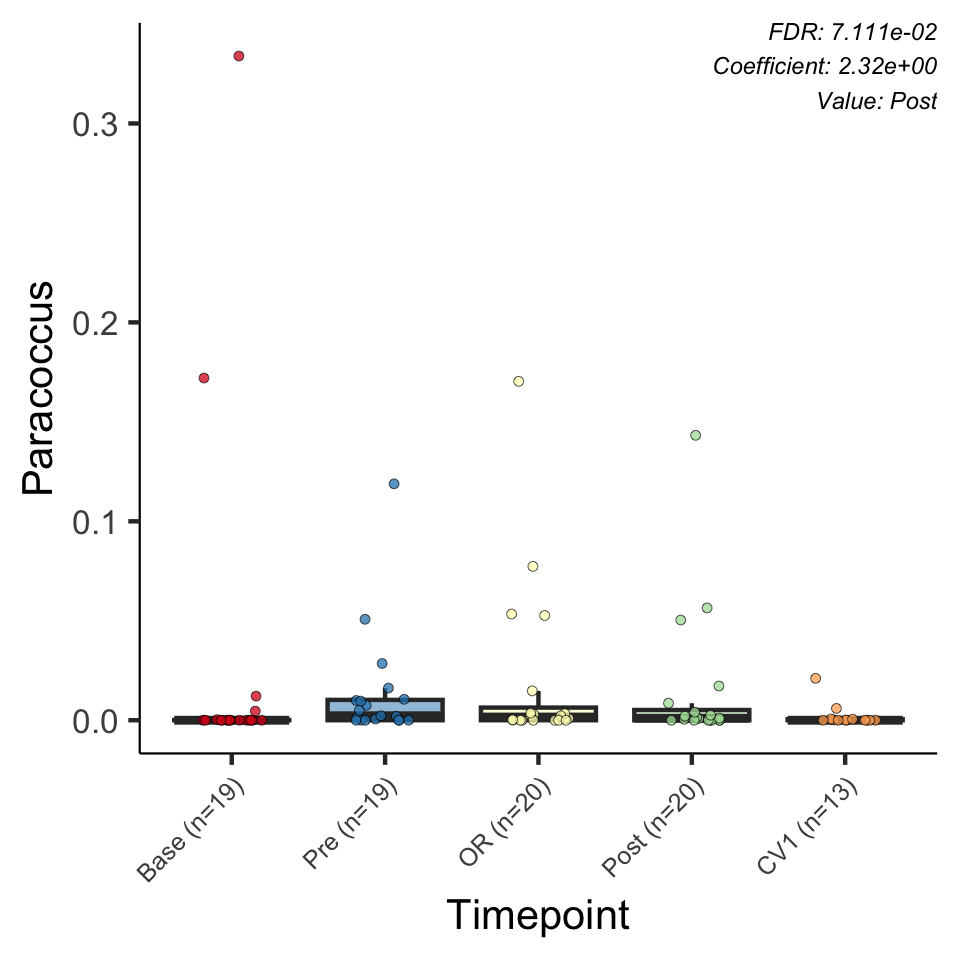 FDR: 7.111e-02
Coefficient: 2.32e+00
Value: Post
Paracoccus
0.3
0.2
0.1
0.0
Base (n=19)
Pre (n=19)
OR (n=20)
Post (n=20)
CV1 (n=13)
Timepoint